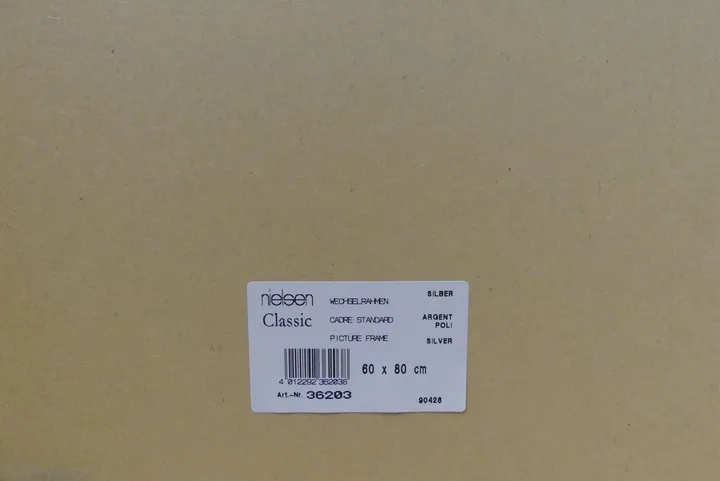 nielsen
Classic
WECHSELRAHMEN SILBER
CADRE STANDARD ARGENT
POLI
PICTURE FRAME SILVER
60 x 80 cm
4 012292 362038
Art.-Nr. 36203
90426